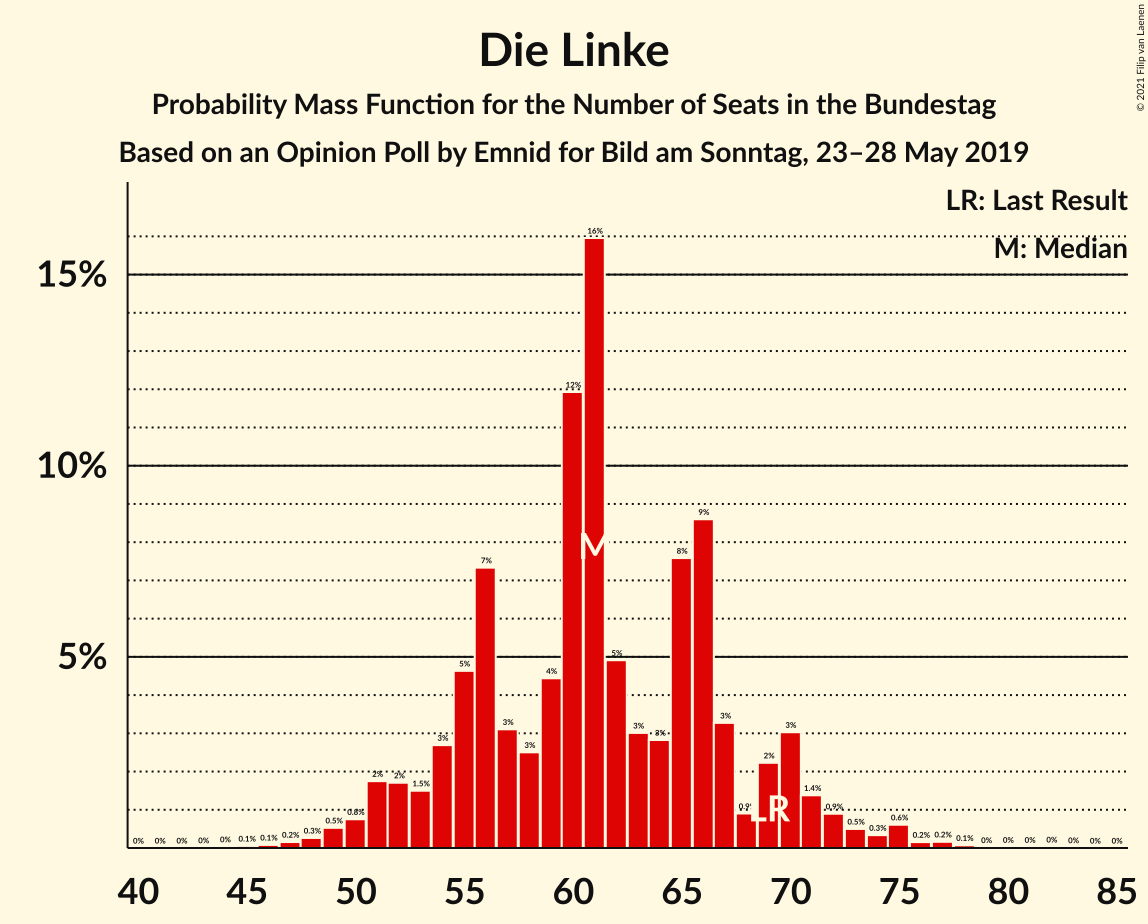 Die Linke
Probability Mass Function for the Number of Seats in the Bundestag
Based on an Opinion Poll by Emnid for Bild am Sonntag, 23–28 May 2019
© 2021 Filip van Laenen
LR: Last Result
M: Median
15%
10%
5%
0% 0% 0% 0% 0% 0.1% 0.1% 0.2% 0.3% 0.5% 0.8% 2% 2% 1.5% 3% 5% 7% 3% 3% 4% 12% 16% 5% 3% 3% 8% 9% 3% 0.9% 2% 3% 1.4% 0.9% 0.5% 0.3% 0.6% 0.2% 0.2% 0.1% 0% 0% 0% 0% 0% 0% 0%
M
LR
40 45 50 55 60 65 70 75 80 85